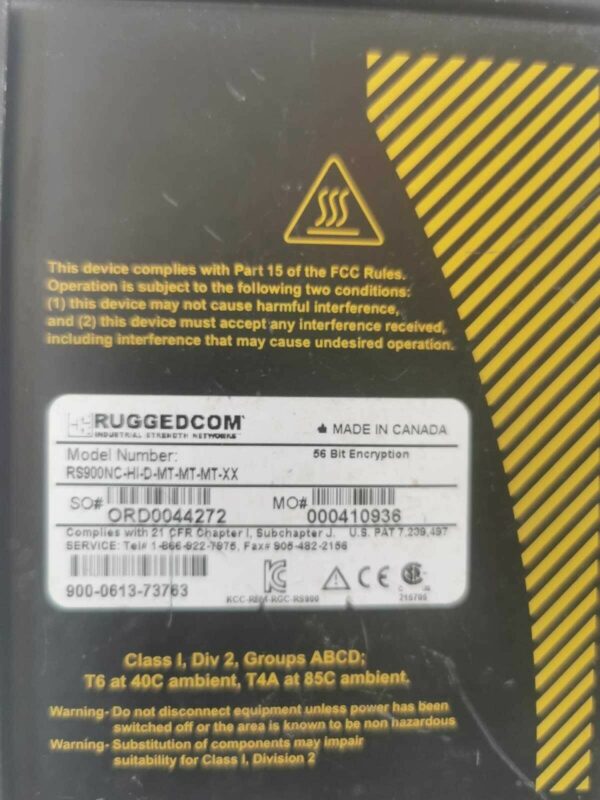 This device complies with Part 15 of the FCC Rules.
Operation is subject to the following two conditions:
(1) this device may not cause harmful interference,
and (2) this device must accept any interference received,
including interference that may cause undesired operation.
RUGGEDCOM
INDUSTRIAL STRENGTH NETWORKS
MADE IN CANADA
Model Number:
56 Bit Encryption
RS900NC-HI-D-MT-MT-MT-XX
SO# ORD0044272
MO# 000410936
Complies with 21 CFR Chapter I, Subchapter J. U.S. PAT 7,239,497
SERVICE: Tel# 1-866-922-7975, Fax# 905-482-2156
900-0613-73763
KCC-REM-RGC-RS900
CE
Class I, Div 2, Groups ABCD;
T6 at 40C ambient, T4A at 85C ambient.
Warning- Do not disconnect equipment unless power has been
switched off or the area is known to be non hazardous
Warning- Substitution of components may impair
suitability for Class I, Division 2